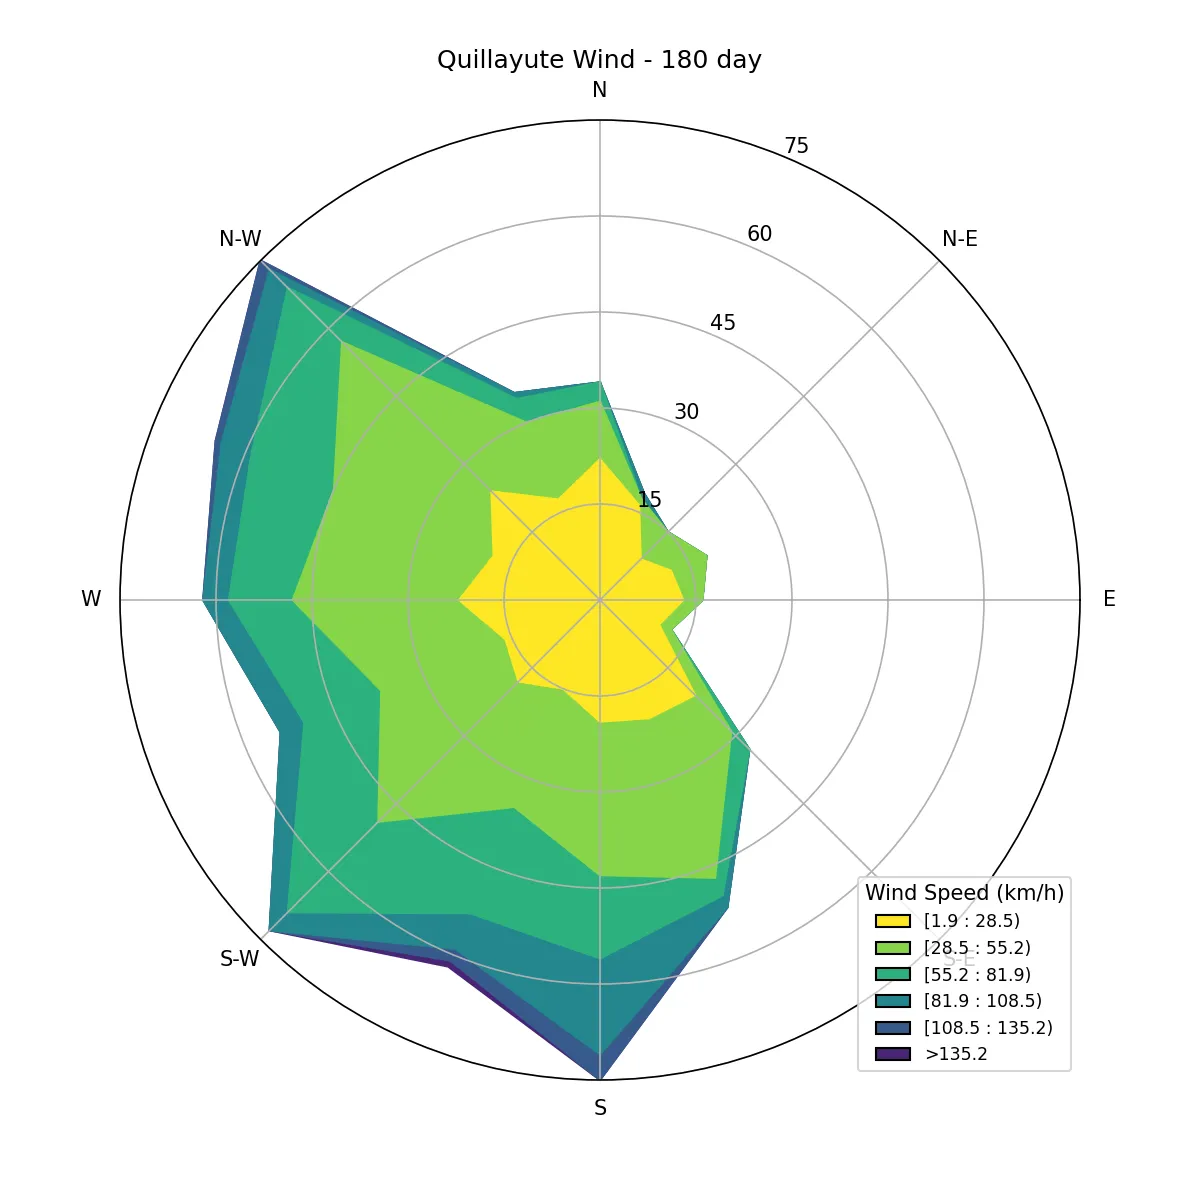 Quillayute Wind - 180 day
N
75
60
N-W
N-E
45
30
15
W
E
Wind Speed (km/h)
[1.9 : 28.5)
[28.5 : 55.2)
S-W
S-E
[55.2 : 81.9)
[81.9 : 108.5)
[108.5 : 135.2)
>135.2
S